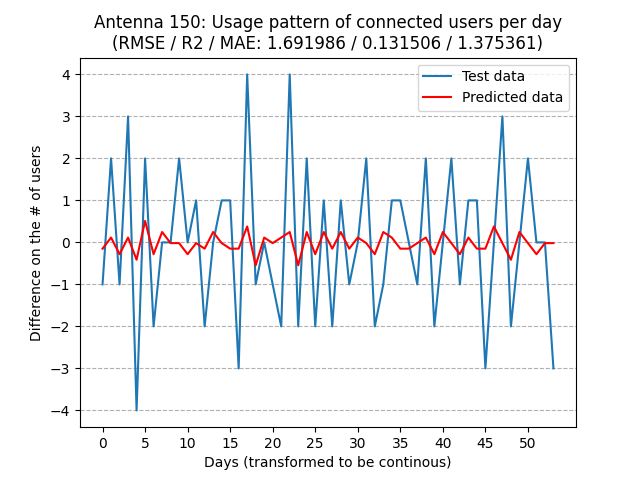 Antenna 150: Usage pattern of connected users per day
(RMSE / R2 / MAE: 1.691986 / 0.131506 / 1.375361)
Test data
Predicted data
Difference on the # of users
4
3
2
1
0
−1
−2
−3
−4
0 5 10 15 20 25 30 35 40 45 50
Days (transformed to be continous)